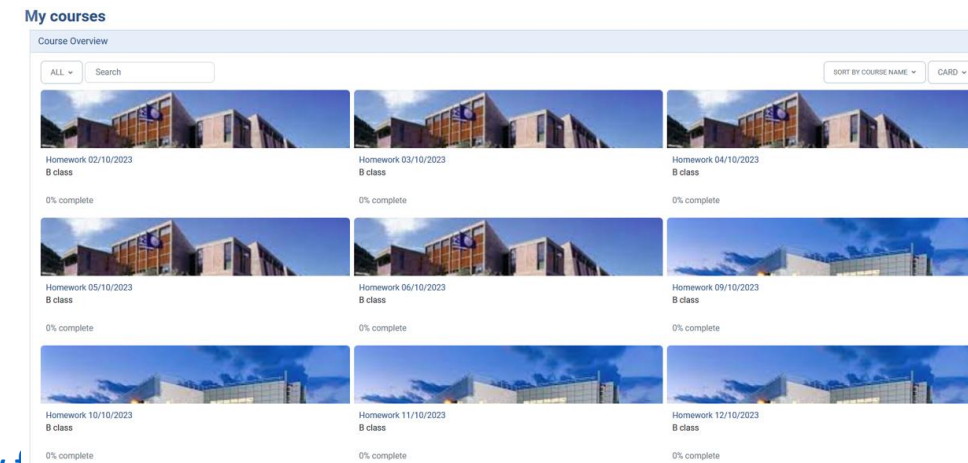 My courses
Course Overview
ALL
Search
SORT BY COURSE NAME
CARD
Homework 02/10/2023
B class
0% complete
Homework 03/10/2023
B class
0% complete
Homework 04/10/2023
B class
0% complete
Homework 05/10/2023
B class
0% complete
Homework 06/10/2023
B class
0% complete
Homework 09/10/2023
B class
0% complete
Homework 10/10/2023
B class
0% complete
Homework 11/10/2023
B class
0% complete
Homework 12/10/2023
B class
0% complete